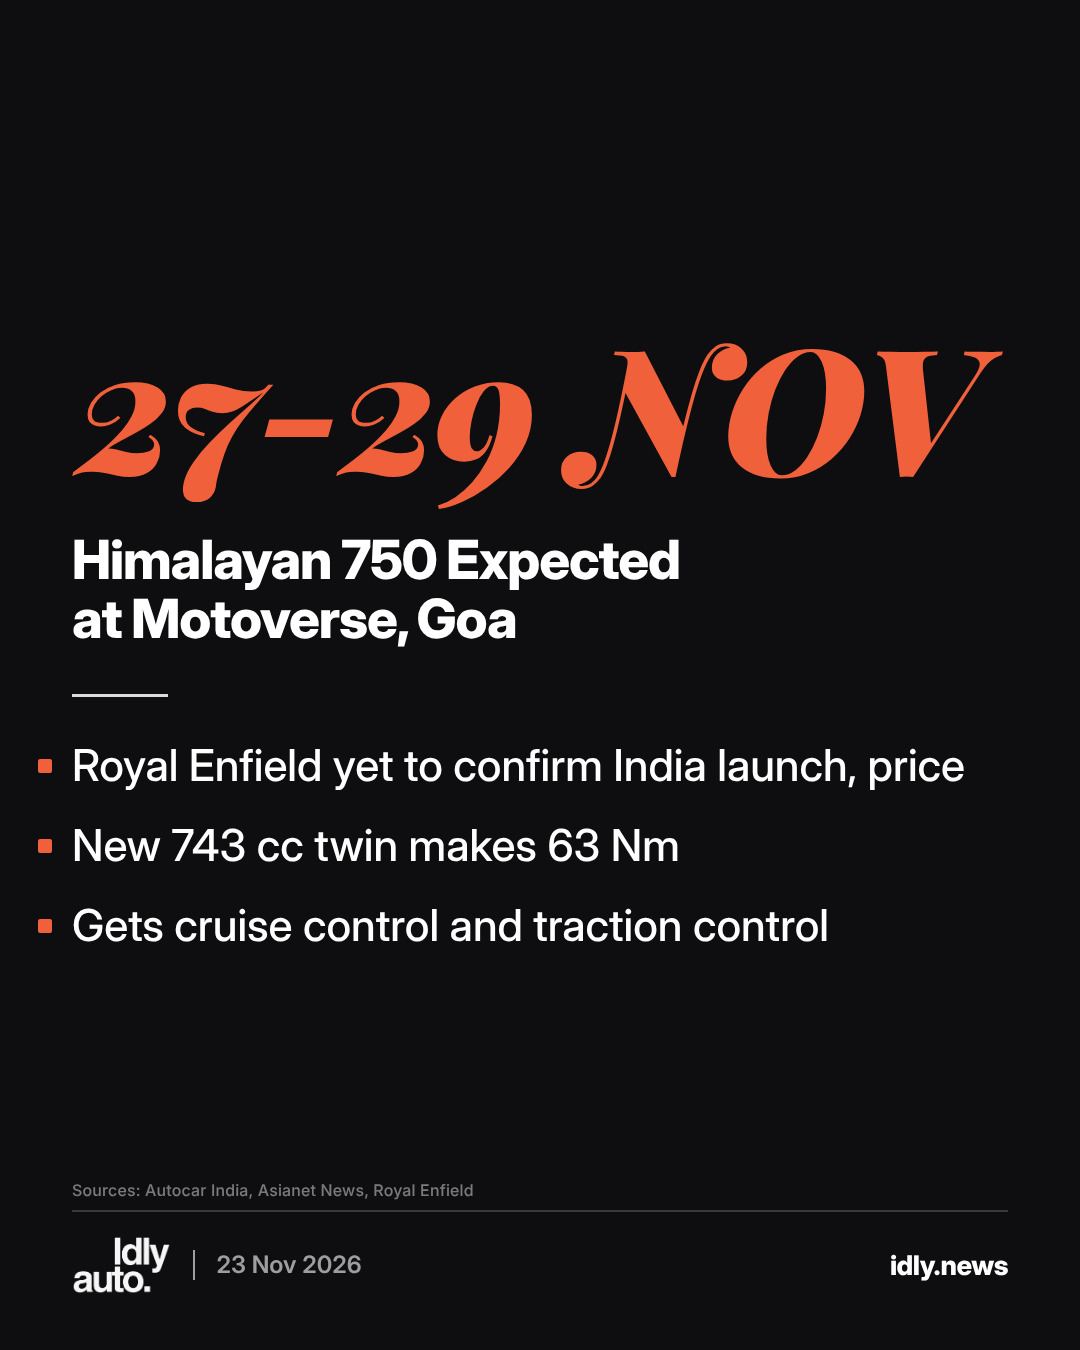 27–29 NOV
Himalayan 750 Expected
at Motoverse, Goa
Royal Enfield yet to confirm India launch, price
New 743 cc twin makes 63 Nm
Gets cruise control and traction control
Sources: Autocar India, Asianet News, Royal Enfield
Idly
auto.
23 Nov 2026
idly.news